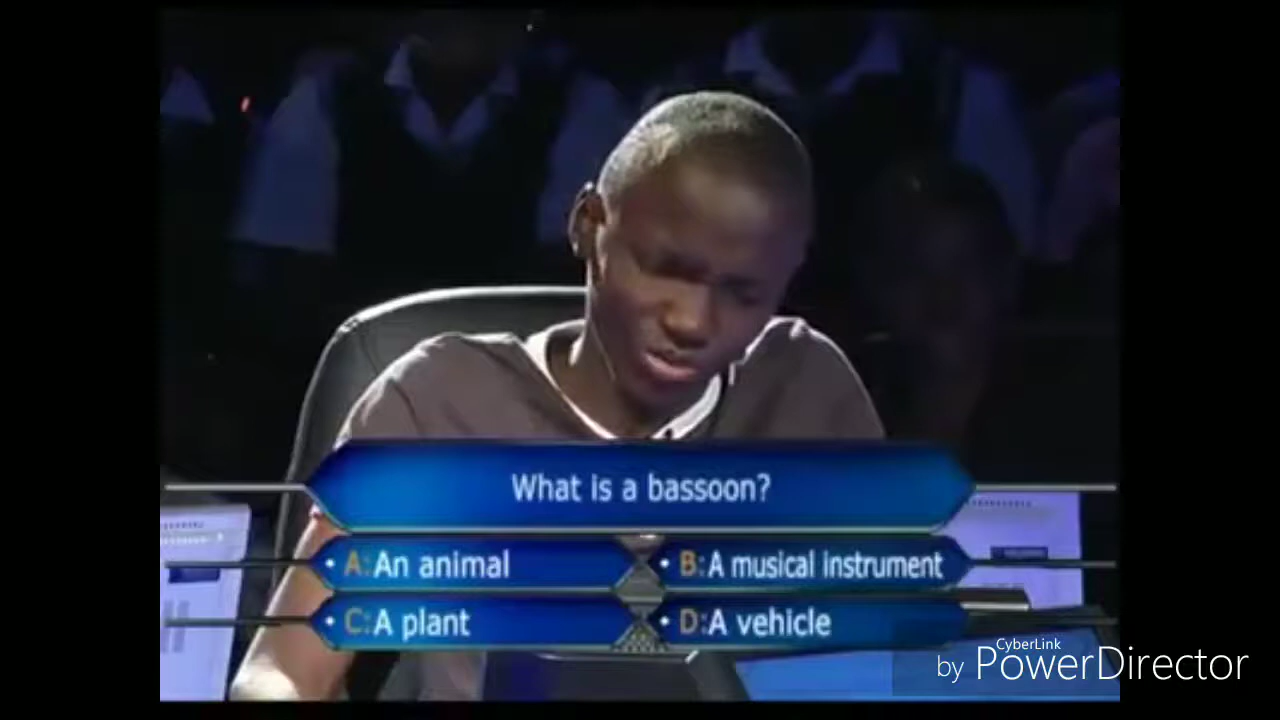 What is a bassoon?
• A: An animal
• B: A musical instrument
• C: A plant
• D: A vehicle
CyberLink
by PowerDirector